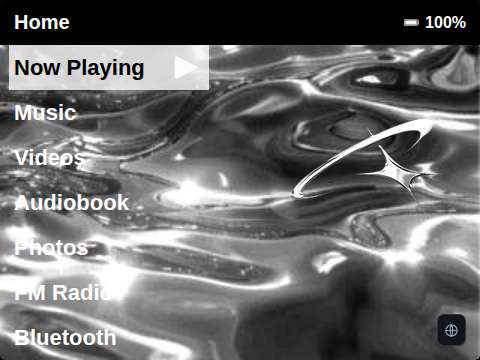 Home
100%
Now Playing
Music
Videos
Audiobook
Photos
FM Radio
Bluetooth